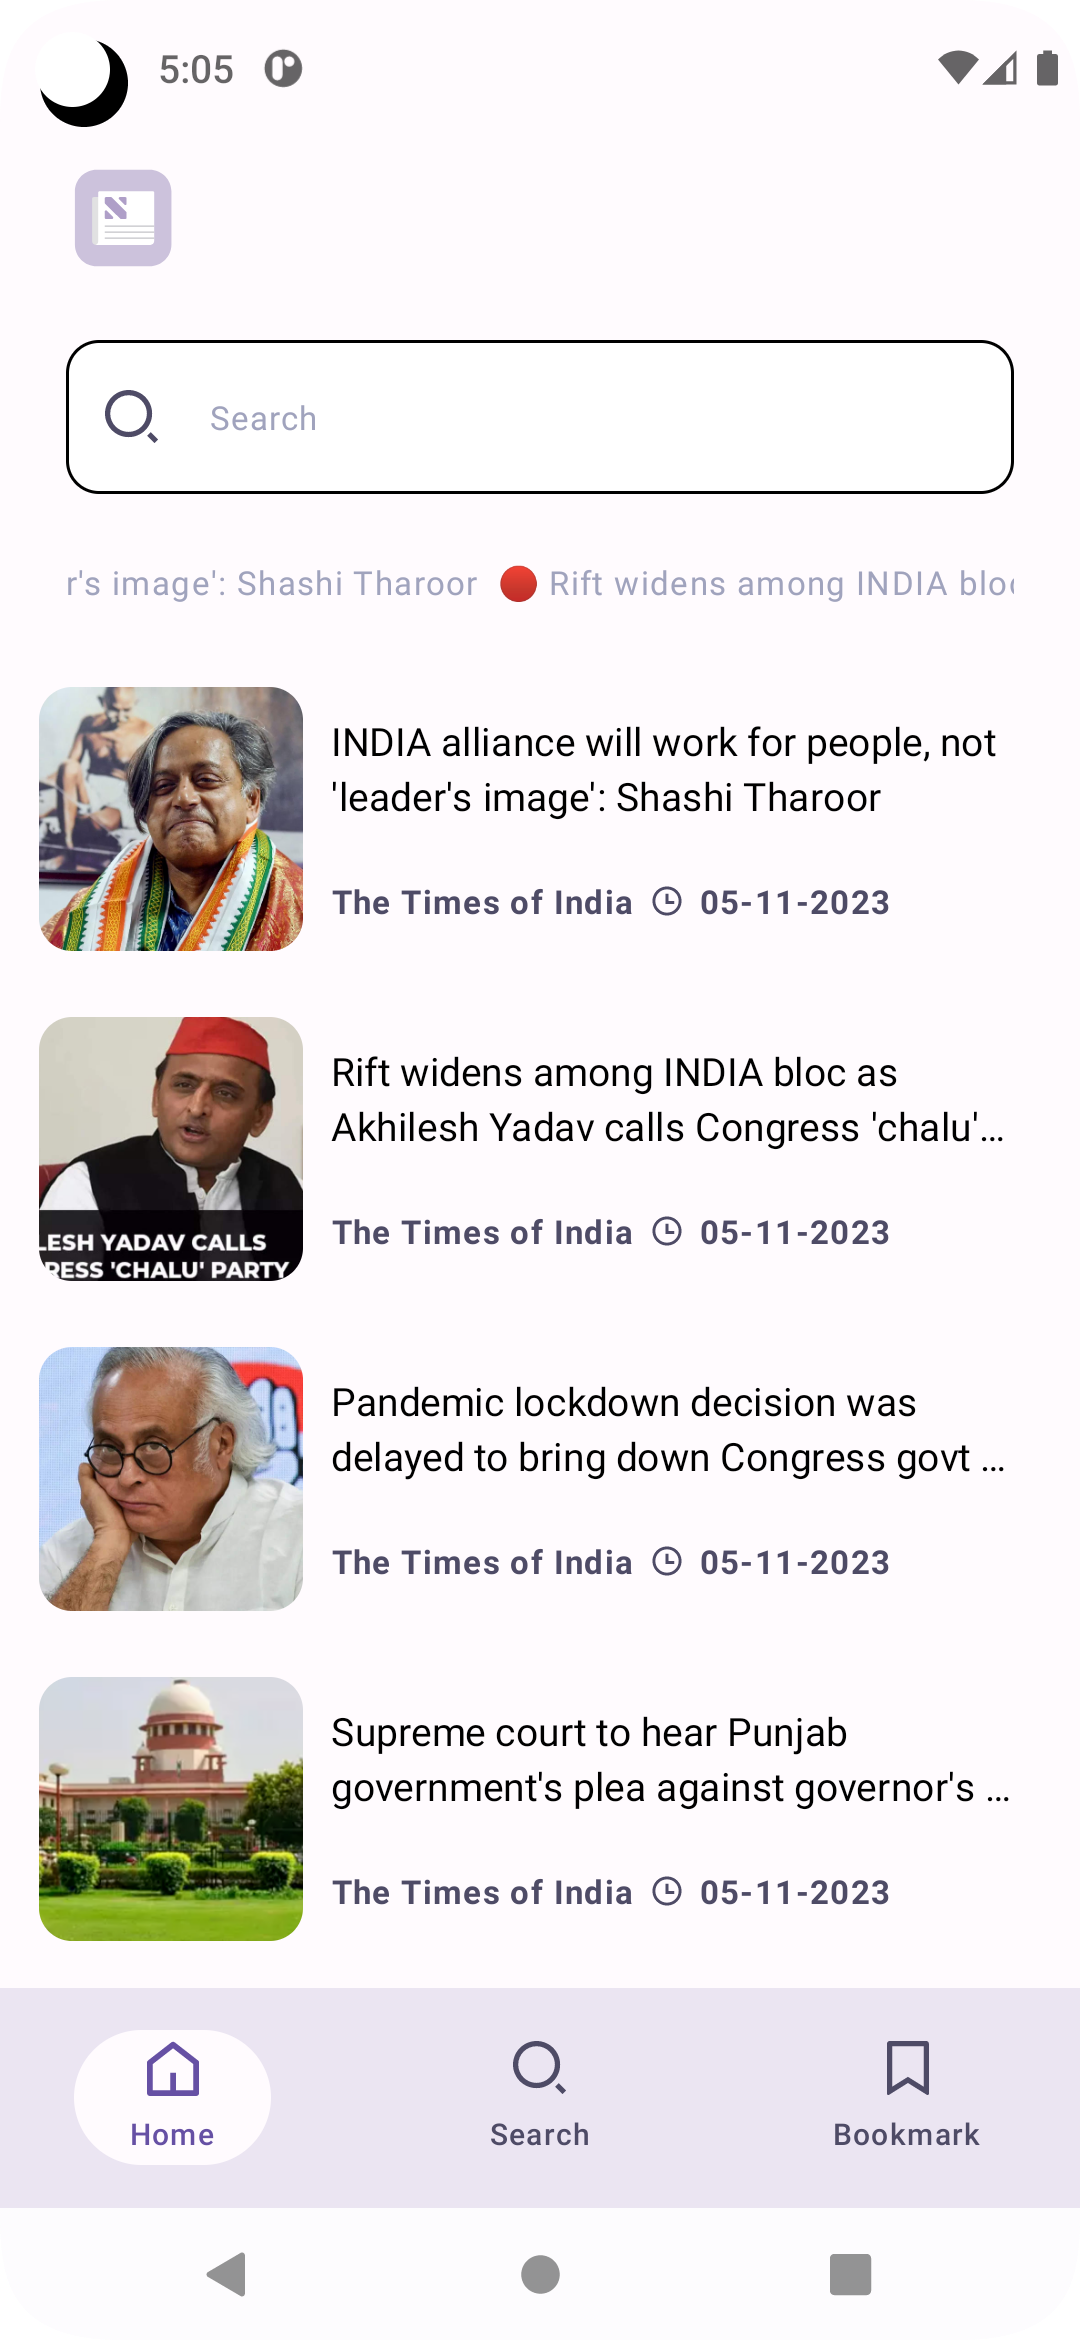 5:05
Search
r's image': Shashi Tharoor 🔴 Rift widens among INDIA bloc
INDIA alliance will work for people, not
'leader's image': Shashi Tharoor
The Times of India 05-11-2023
Rift widens among INDIA bloc as
Akhilesh Yadav calls Congress 'chalu'...
The Times of India 05-11-2023
LESH YADAV CALLS
RESS 'CHALU' PARTY
Pandemic lockdown decision was
delayed to bring down Congress govt ...
The Times of India 05-11-2023
Supreme court to hear Punjab
government's plea against governor's ...
The Times of India 05-11-2023
Home
Search
Bookmark